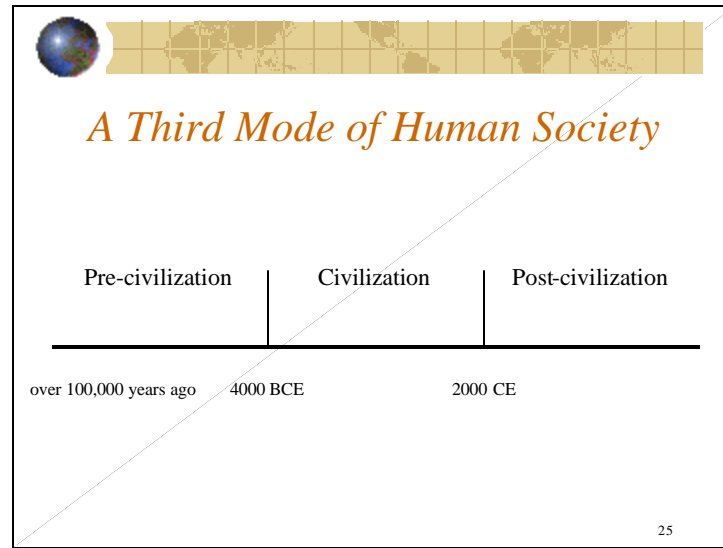 A Third Mode of Human Society
Pre-civilization Civilization Post-civilization
over 100,000 years ago 4000 BCE 2000 CE
25